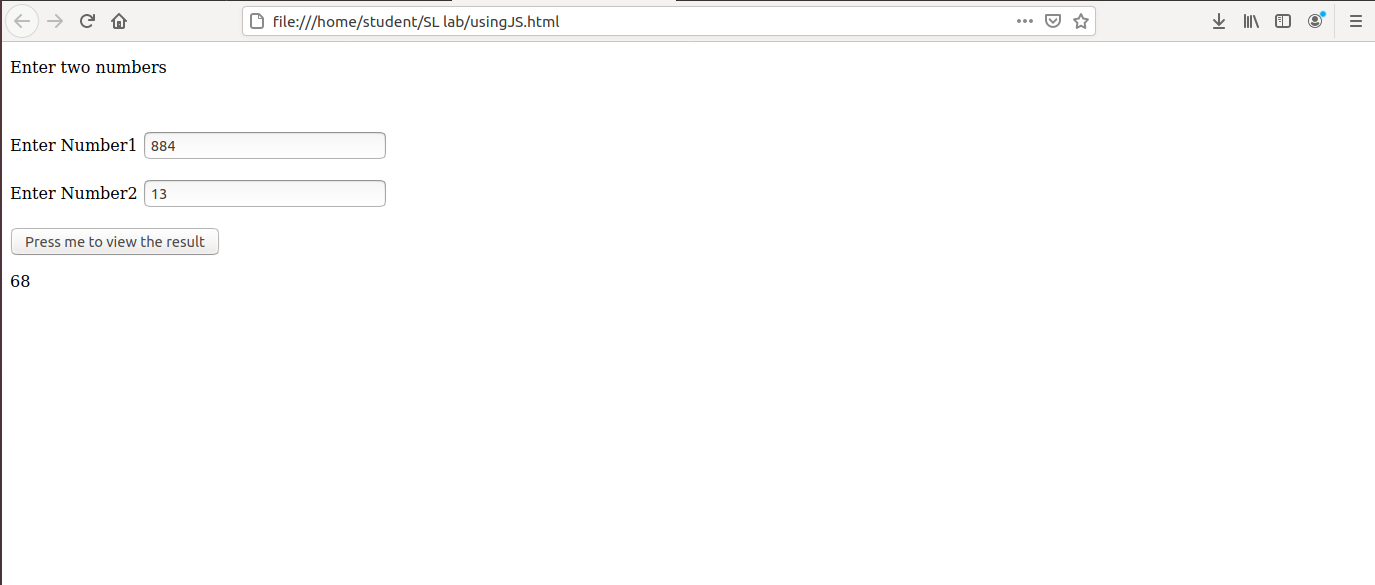 file:///home/student/SL lab/usingJS.html
Enter two numbers
Enter Number1 884
Enter Number2 13
Press me to view the result
68